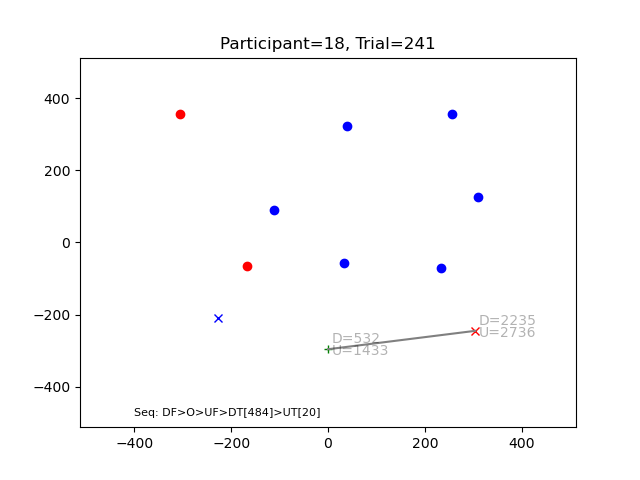 Participant=18, Trial=241
400
200
0
−200
−400
D=2235
U=2736
D=532
U=1433
Seq: DF>O>UF>DT[484]>UT[20]
−400
−200
0
200
400